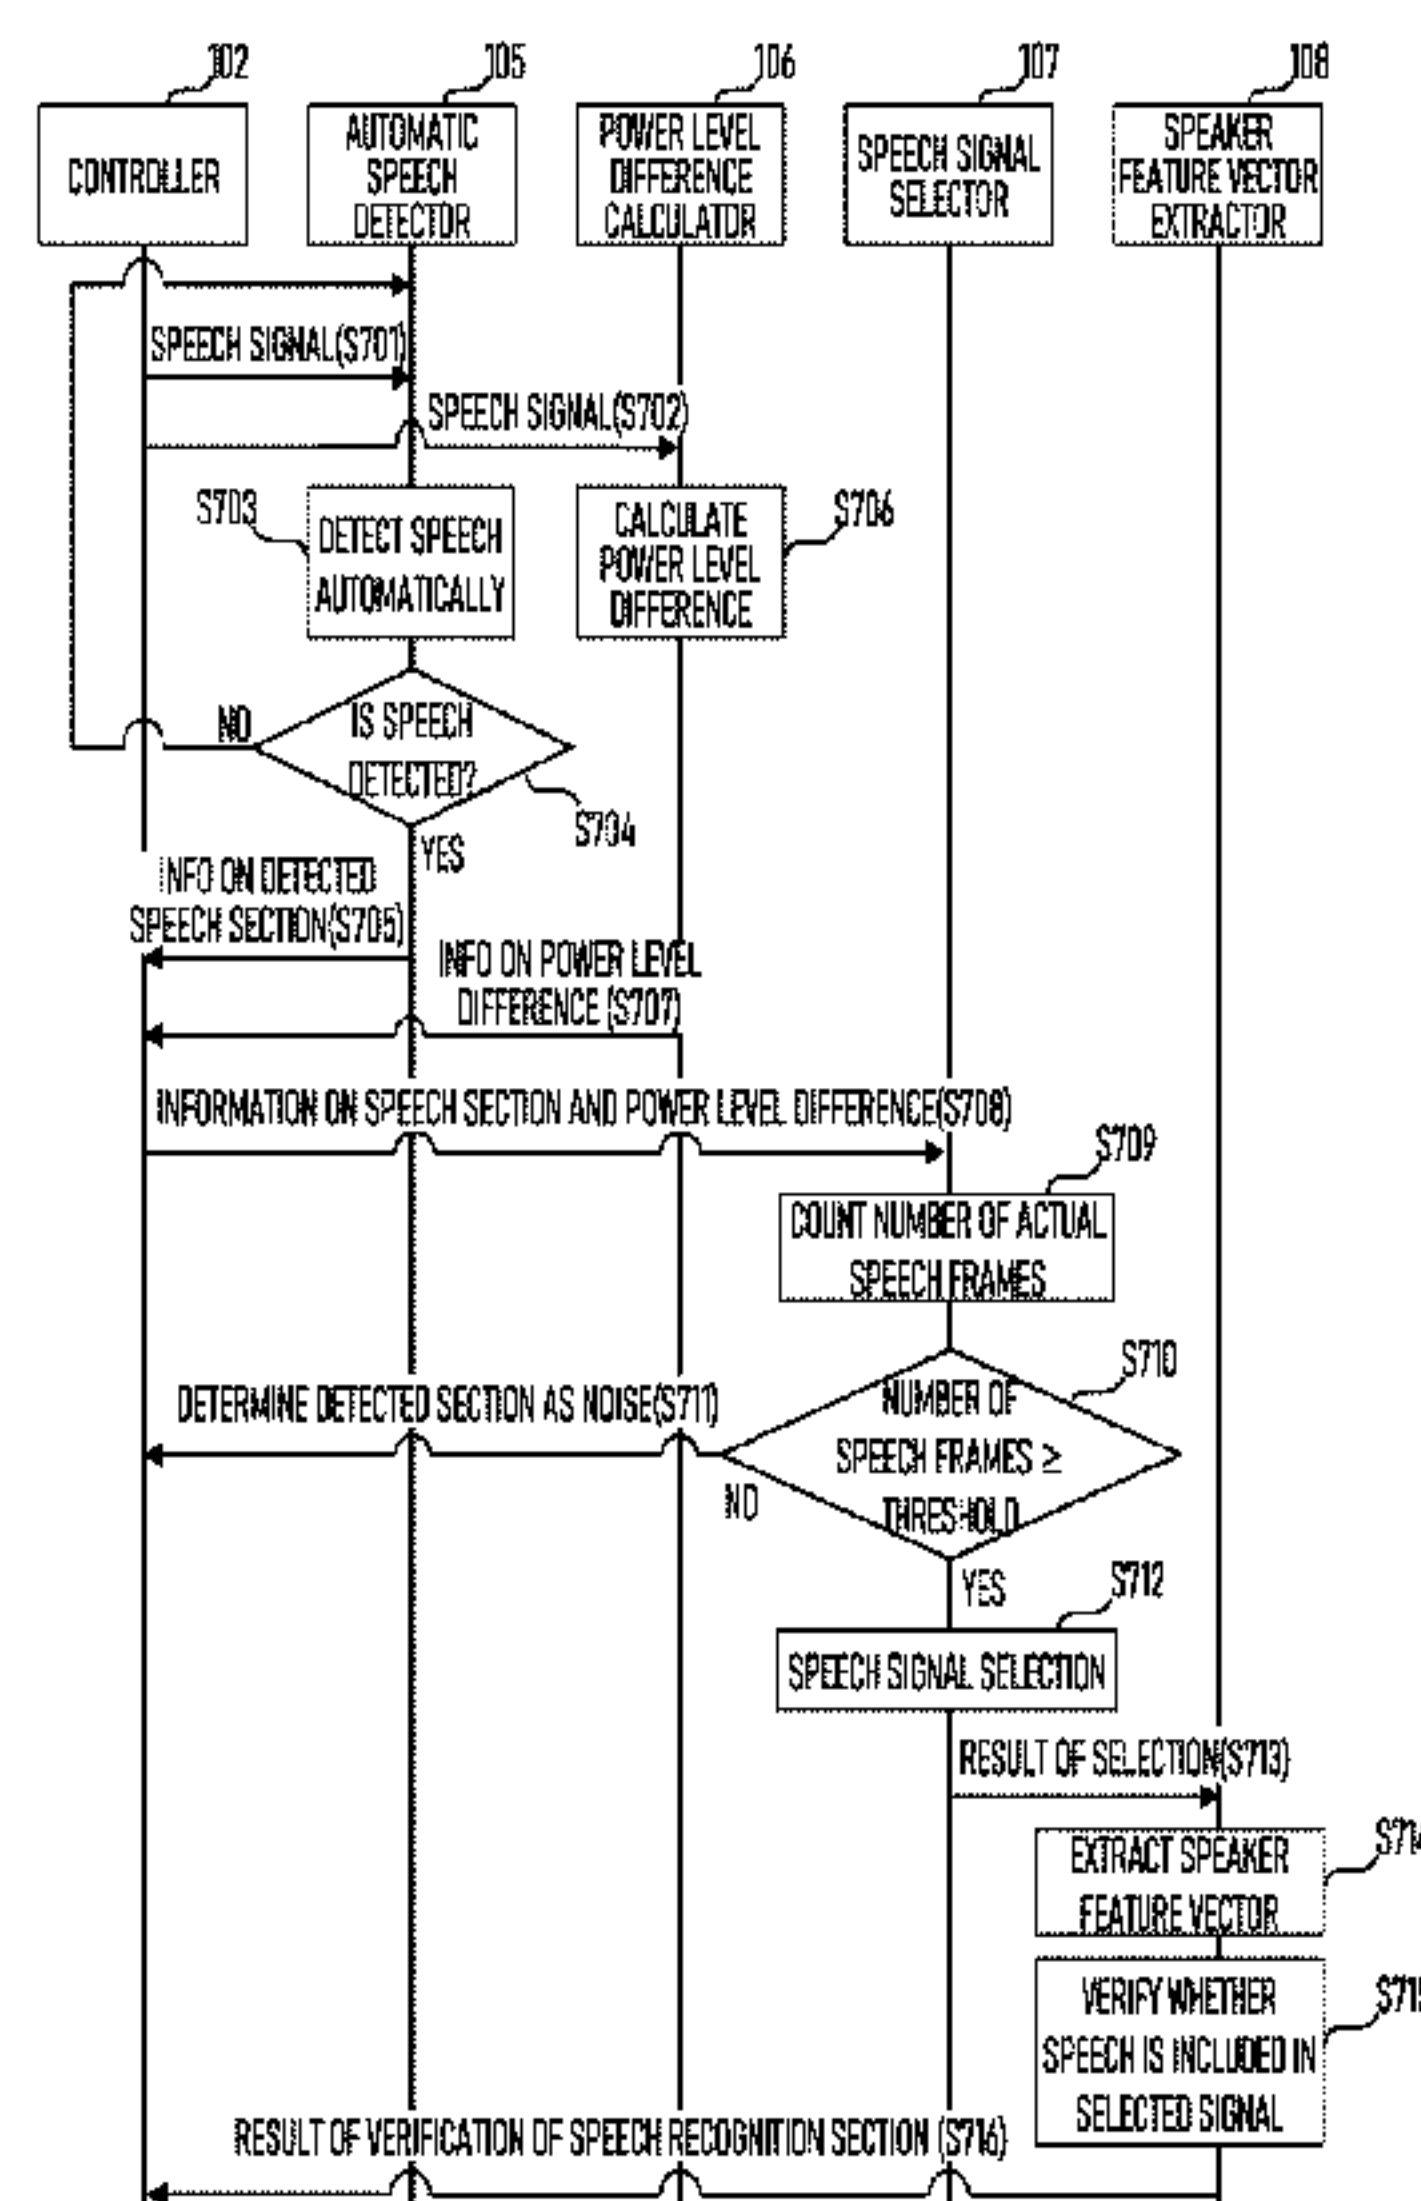 102
105
106
107
108
CONTROLLER
AUTOMATIC
SPEECH
DETECTOR
POWER LEVEL
DIFFERENCE
CALCULATOR
SPEECH SIGNAL
SELECTOR
SPEAKER
FEATURE VECTOR
EXTRACTOR
SPEECH SIGNAL(S701)
SPEECH SIGNAL(S702)
S703
DETECT SPEECH
AUTOMATICALLY
CALCULATE
POWER LEVEL
DIFFERENCE
S706
NO
IS SPEECH
DETECTED?
S704
YES
INFO ON DETECTED
SPEECH SECTION(S705)
INFO ON POWER LEVEL
DIFFERENCE (S707)
INFORMATION ON SPEECH SECTION AND POWER LEVEL DIFFERENCE(S708)
S709
COUNT NUMBER OF ACTUAL
SPEECH FRAMES
S710
DETERMINE DETECTED SECTION AS NOISE(S711)
NUMBER OF
SPEECH FRAMES ≥
THRESHOLD
NO
YES
S712
SPEECH SIGNAL SELECTION
RESULT OF SELECTION(S713)
EXTRACT SPEAKER
FEATURE VECTOR
VERIFY WHETHER
SPEECH IS INCLUDED IN
SELECTED SIGNAL
RESULT OF VERIFICATION OF SPEECH RECOGNITION SECTION (S716)